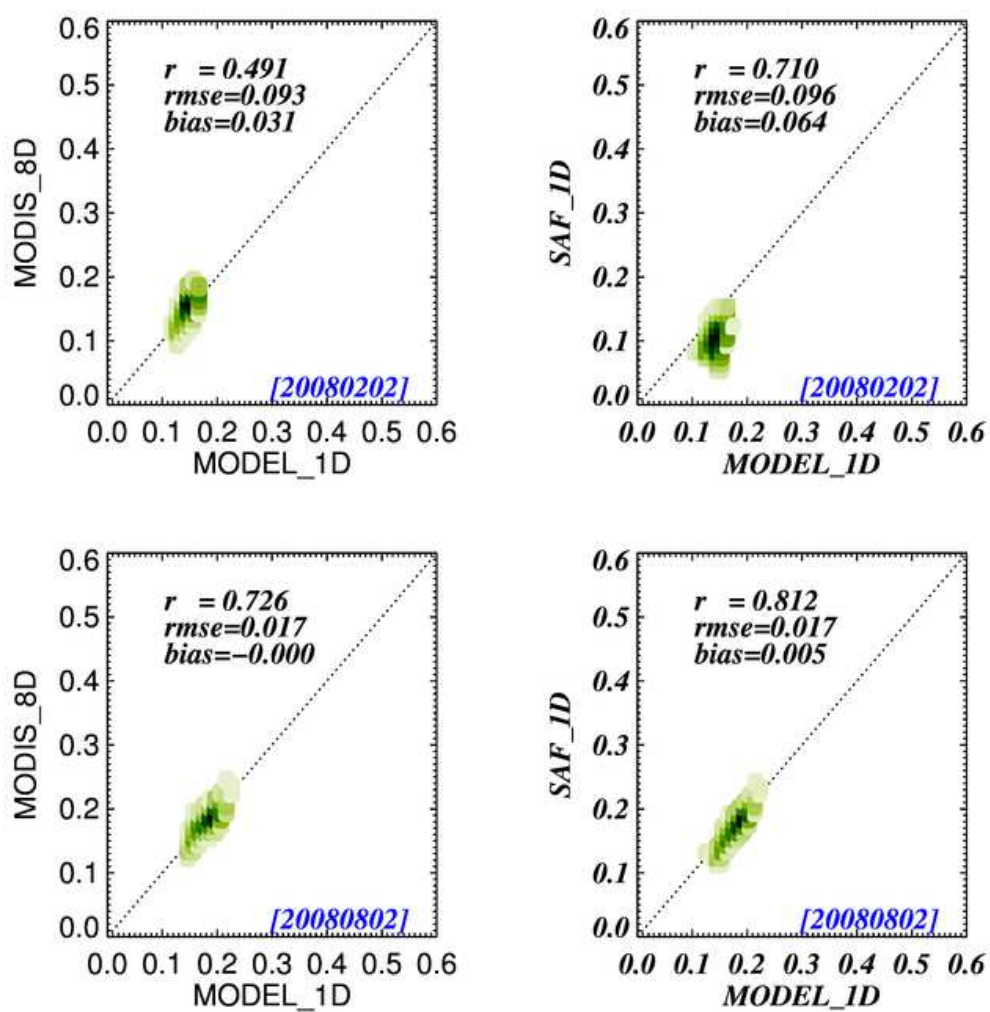 0.6
0.5
0.4
0.3
0.2
0.1
0.0
MODIS_8D
r = 0.491
rmse=0.093
bias=0.031
[20080202]
0.0 0.1 0.2 0.3 0.4 0.5 0.6
MODEL_1D
0.6
0.5
0.4
0.3
0.2
0.1
0.0
SAF_1D
r = 0.710
rmse=0.096
bias=0.064
[20080202]
0.0 0.1 0.2 0.3 0.4 0.5 0.6
MODEL_1D
0.6
0.5
0.4
0.3
0.2
0.1
0.0
MODIS_8D
r = 0.726
rmse=0.017
bias=−0.000
[20080802]
0.0 0.1 0.2 0.3 0.4 0.5 0.6
MODEL_1D
0.6
0.5
0.4
0.3
0.2
0.1
0.0
SAF_1D
r = 0.812
rmse=0.017
bias=0.005
[20080802]
0.0 0.1 0.2 0.3 0.4 0.5 0.6
MODEL_1D